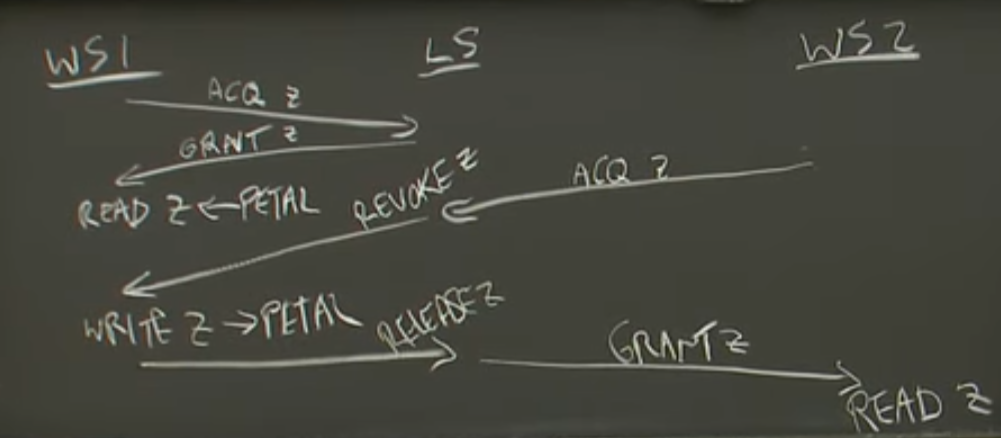 WS1 LS WS2
ACQ Z
GRANT Z
ACQ Z
READ Z ← PETAL
REVOKE Z
WRITE Z → PETAL
RELEASE Z
GRANT Z
READ Z